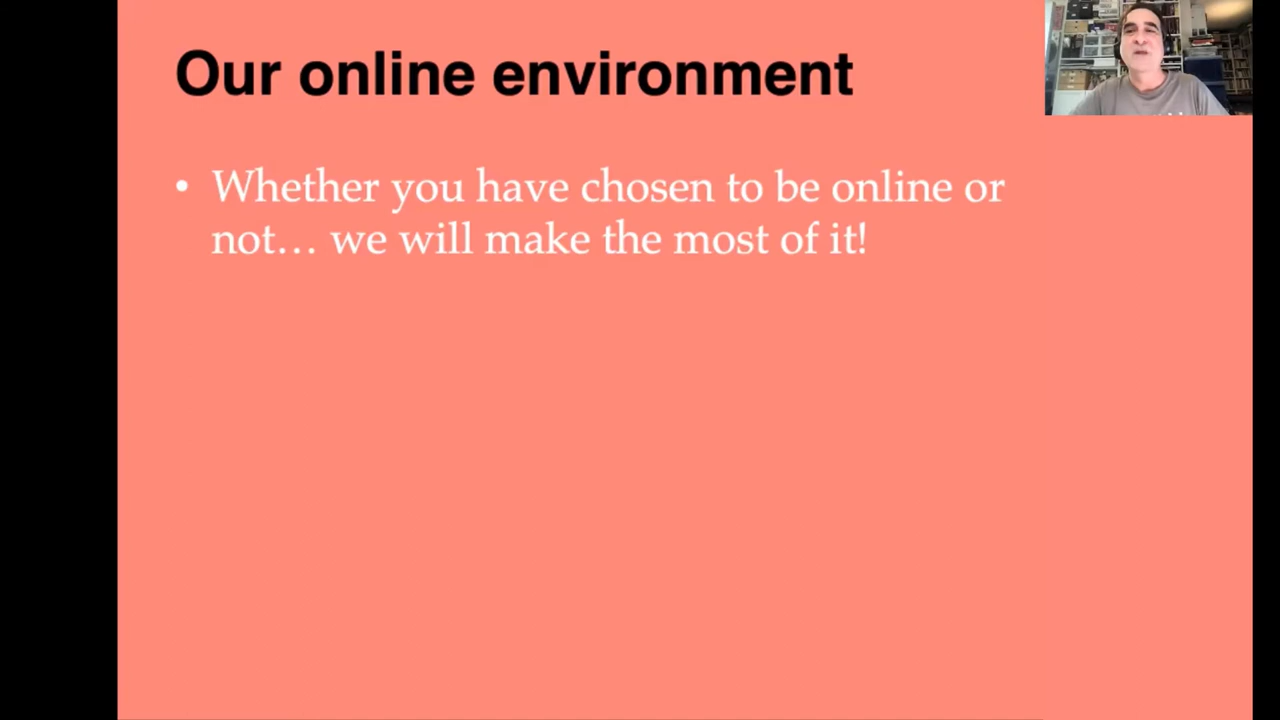 Our online environment
• Whether you have chosen to be online or
not… we will make the most of it!